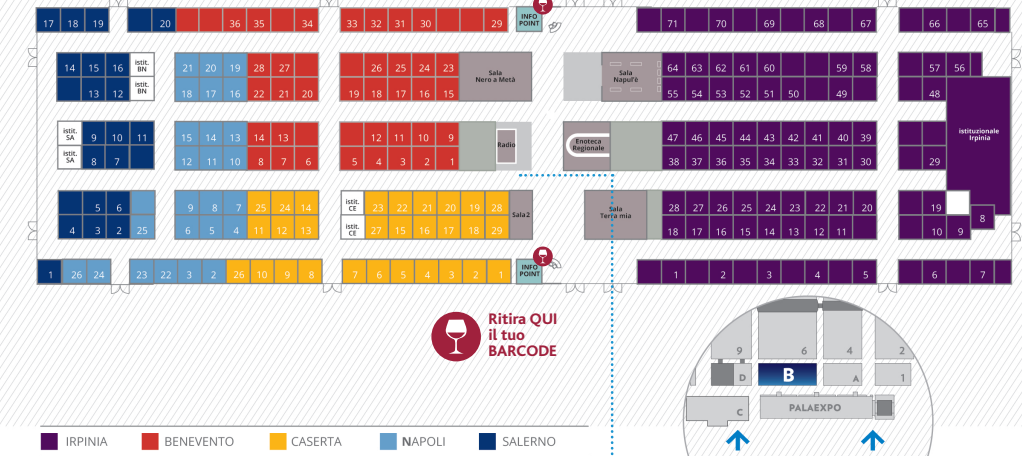 17 18 19 20 36 35 34 33 32 31 30 29 INFO 71 70 69 68 67 66 65
POINT
14 15 16 istit. 21 20 19 28 27 26 25 24 23 Sala Sala 64 63 62 61 60 59 58 57 56
BN Nero a Metà Napul'è
13 12 istit. 18 17 16 22 21 20 19 18 17 16 15 55 54 53 52 51 50 49 48
BN
istit. 9 10 11 15 14 13 14 13 12 11 10 9 Radio Enoteca 47 46 45 44 43 42 41 40 39 istituzionale
SA Regionale Irpinia
istit. 8 7 12 11 10 8 7 6 5 4 3 2 1 38 37 36 35 34 33 32 31 30 29
SA
5 6 9 8 7 25 24 14 istit. 23 22 21 20 19 28 Sala2 Sala 28 27 26 25 24 23 22 21 20 19 8
CE Terra mia
4 3 2 25 6 5 4 11 12 13 istit. 27 15 16 17 18 29 18 17 16 15 14 13 12 11 10 9
CE
1 26 24 23 22 3 2 26 10 9 8 7 6 5 4 3 2 1 INFO 1 2 3 4 5 6 7
POINT
Ritira QUI
il tuo
BARCODE
9 6 4 2
D B A 1
C PALAEXPO
IRPINIA BENEVENTO CASERTA NAPOLI SALERNO